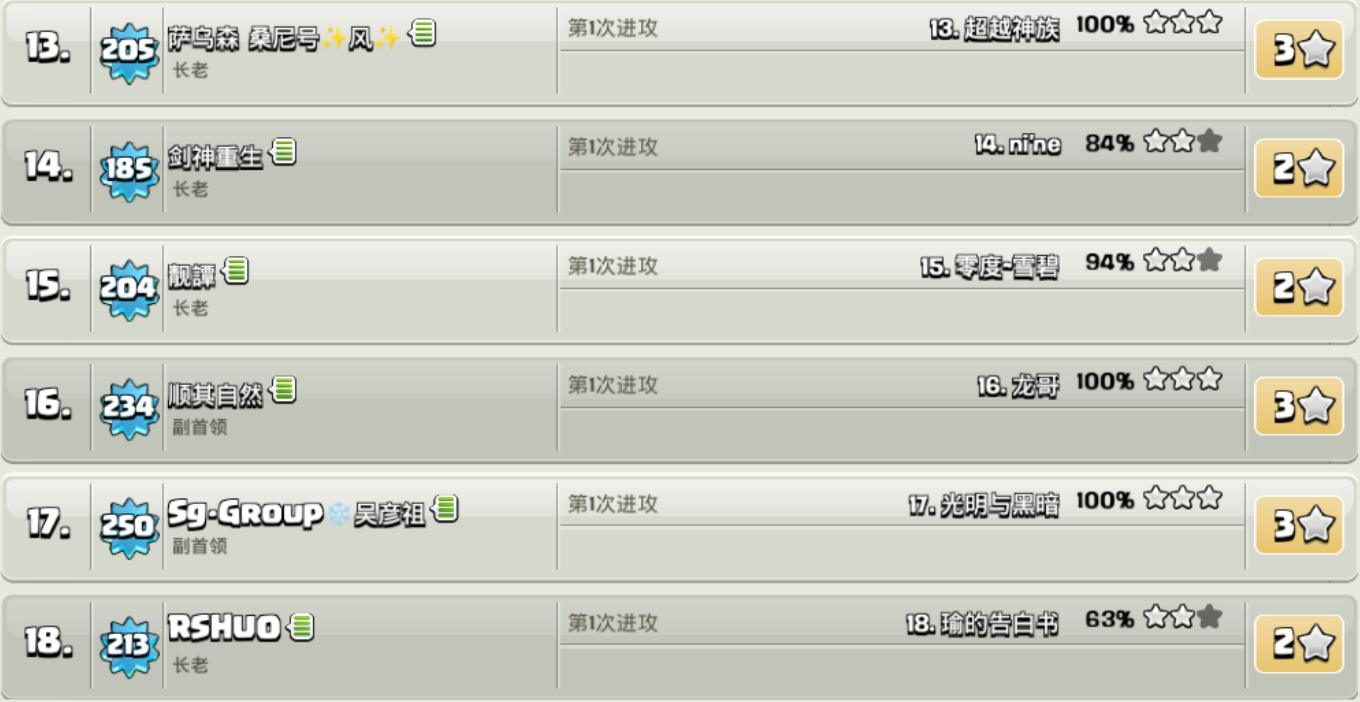 13. 205 萨乌森 桑尼号✨风✨ 第1次进攻 13. 超越神族 100% 3
长老
14. 185 剑神重生 第1次进攻 14. ni'ne 84% 2
长老
15. 204 靓譚 第1次进攻 15. 零度-雪碧 94% 2
长老
16. 234 顺其自然 第1次进攻 16. 龙哥 100% 3
副首领
17. 250 Sg·Group❄️吴彦祖 第1次进攻 17. 光明与黑暗 100% 3
副首领
18. 213 RSHUO 第1次进攻 18. 瑜的告白书 63% 2
长老